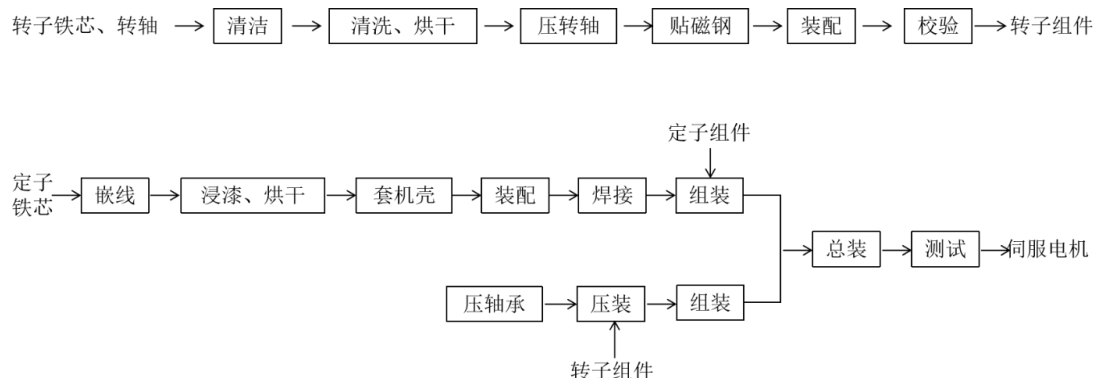 转子铁芯、转轴
清洁
清洗、烘干
压转轴
贴磁钢
装配
校验
转子组件
定子组件
定子
铁芯
嵌线
浸漆、烘干
套机壳
装配
焊接
组装
总装
测试
伺服电机
压轴承
压装
组装
转子组件